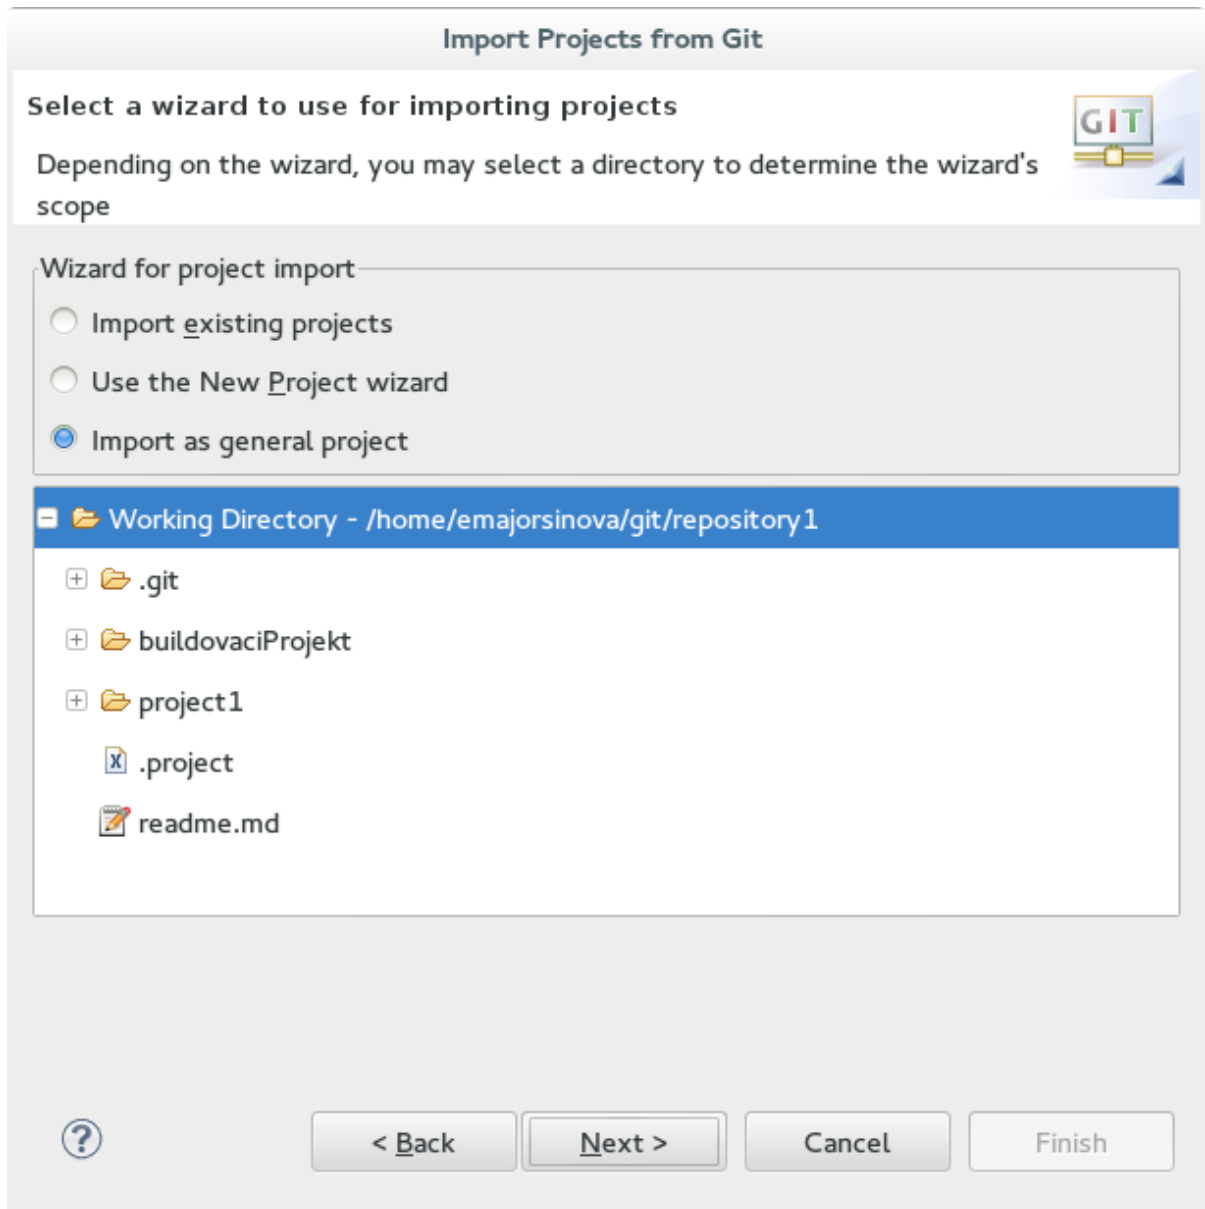 Import Projects from Git
Select a wizard to use for importing projects
GIT
Depending on the wizard, you may select a directory to determine the wizard's
scope
Wizard for project import
Import existing projects
Use the New Project wizard
Import as general project
Working Directory - /home/emajorsinova/git/repository1
.git
buildovaciProjekt
project1
X .project
readme.md
? < Back Next > Cancel Finish